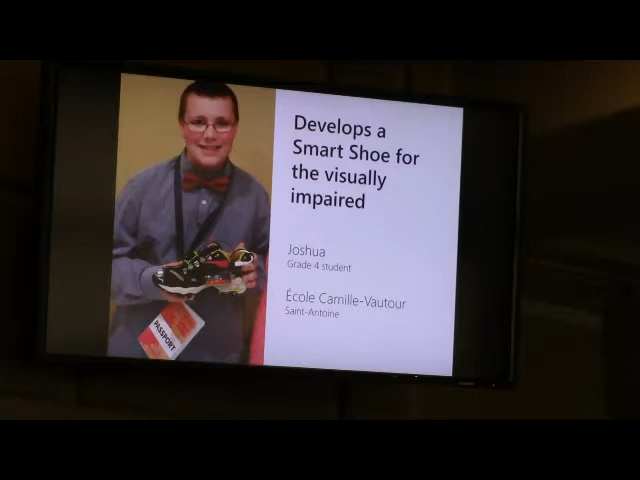 Develops a
Smart Shoe for
the visually
impaired
Joshua
Grade 4 student
École Camille-Vautour
Saint-Antoine
PASSPORT